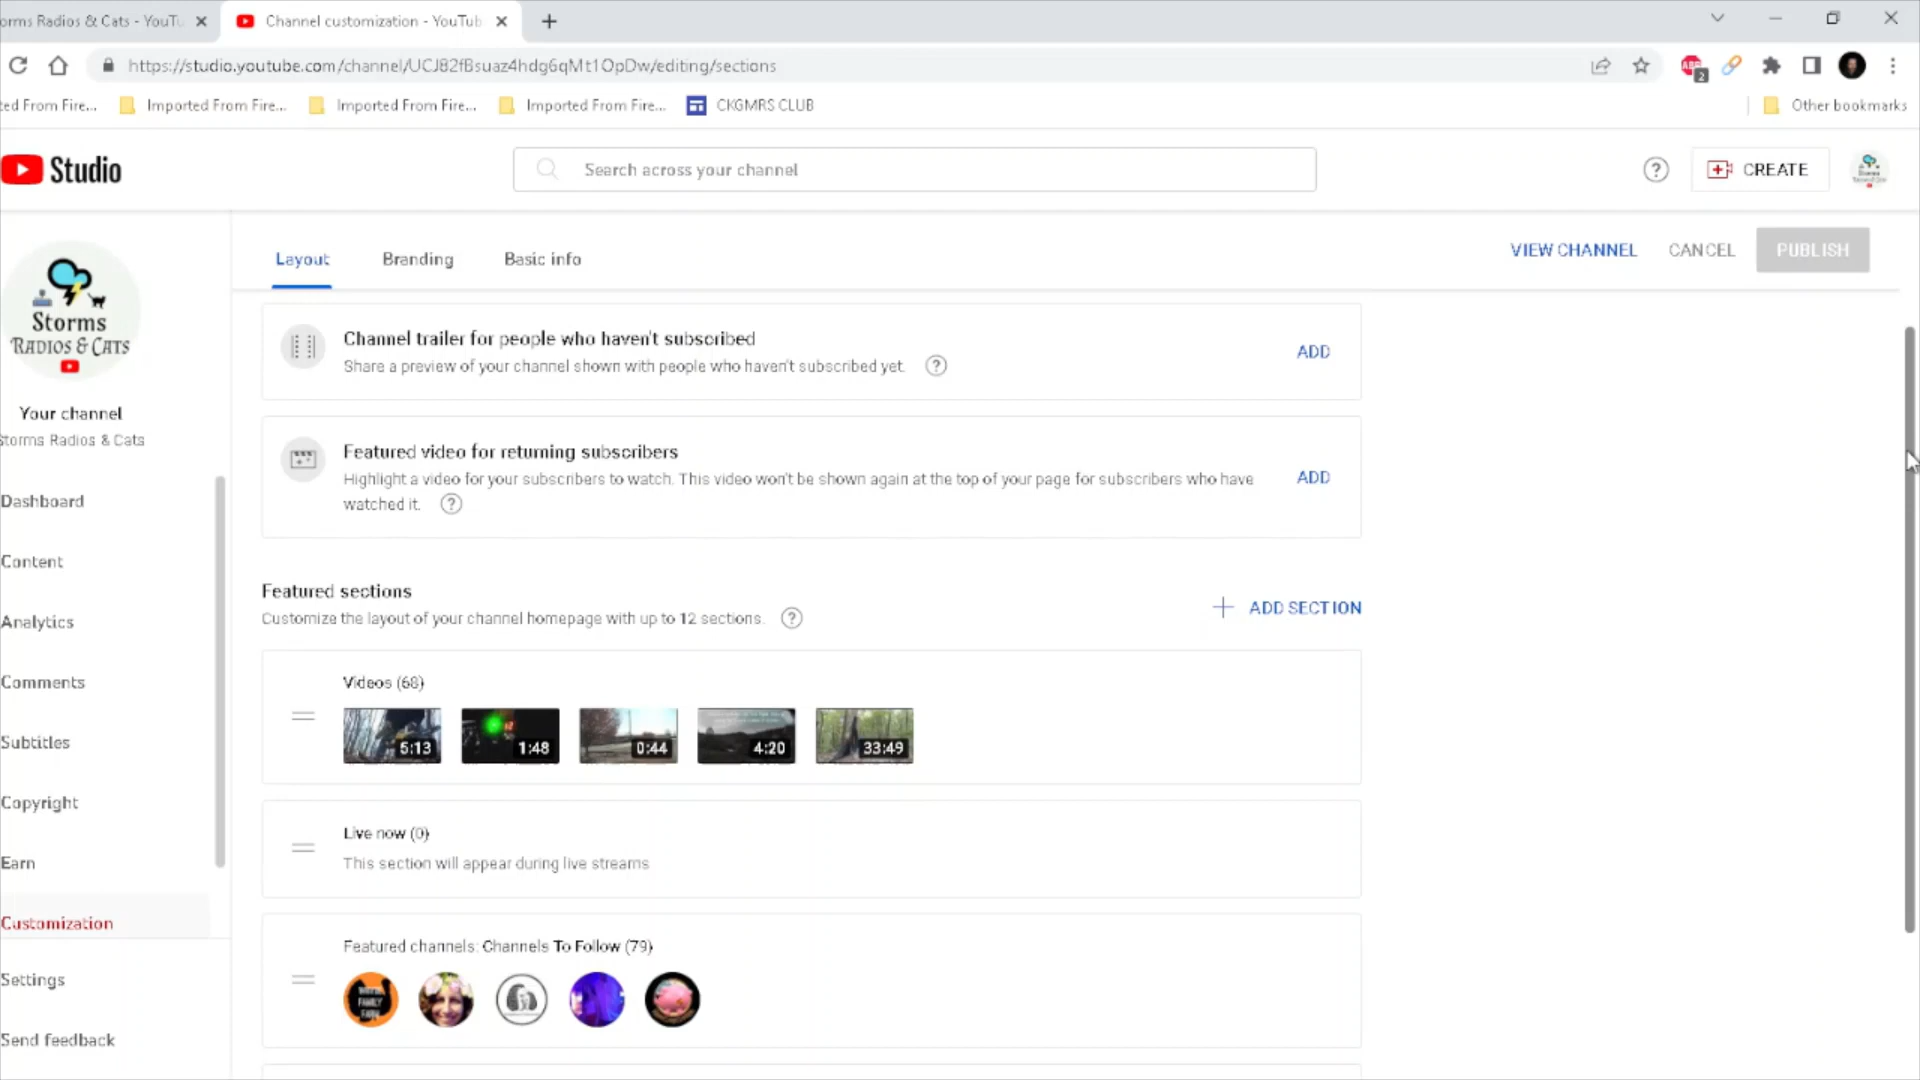 orms Radios & Cats - YouTu
Channel customization - YouTub
https://studio.youtube.com/channel/UCJ82fBsuaz4hdg6qMt1OpDw/editing/sections
2
ted From Fire...
Imported From Fire...
Imported From Fire...
Imported From Fire...
CKGMRS CLUB
Other bookmarks
Studio
Search across your channel
CREATE
Layout
Branding
Basic info
VIEW CHANNEL
CANCEL
PUBLISH
Storms
RADIOS & CATS
Your channel
Storms Radios & Cats
Dashboard
Content
Analytics
Comments
Subtitles
Copyright
Earn
Customization
Settings
Send feedback
Channel trailer for people who haven't subscribed
Share a preview of your channel shown with people who haven't subscribed yet.
ADD
Featured video for returning subscribers
Highlight a video for your subscribers to watch. This video won't be shown again at the top of your page for subscribers who have
watched it.
ADD
Featured sections
Customize the layout of your channel homepage with up to 12 sections.
ADD SECTION
Videos (68)
5:13
1:48
0:44
4:20
33:49
Live now (0)
This section will appear during live streams
Featured channels: Channels To Follow (79)
FAMILY